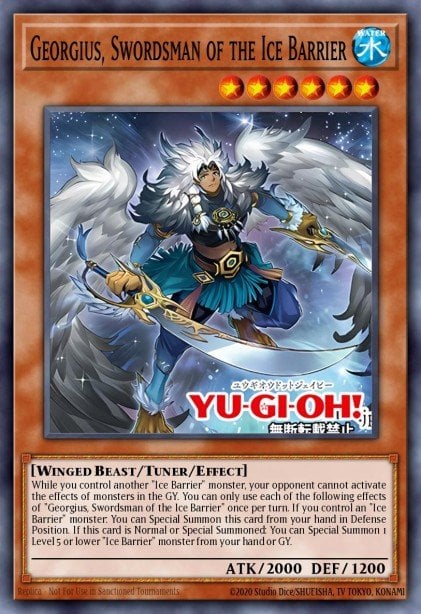 Georgius, Swordsman of the Ice Barrier
WATER
水
ユウギオウドットジェイピー
YU-GI-OH!
無断転載禁止
[Winged Beast/Tuner/Effect]
While you control another "Ice Barrier" monster, your opponent cannot activate
the effects of monsters in the GY. You can only use each of the following effects
of "Georgius, Swordsman of the Ice Barrier" once per turn. If you control an "Ice
Barrier" monster: You can Special Summon this card from your hand in Defense
Position. If this card is Normal or Special Summoned: You can Special Summon 1
Level 5 or lower "Ice Barrier" monster from your hand or GY.
ATK/2000 DEF/1200
Replica - Not For Use in Sanctioned Tournaments
©2020 Studio Dice/SHUEISHA, TV TOKYO, KONAMI